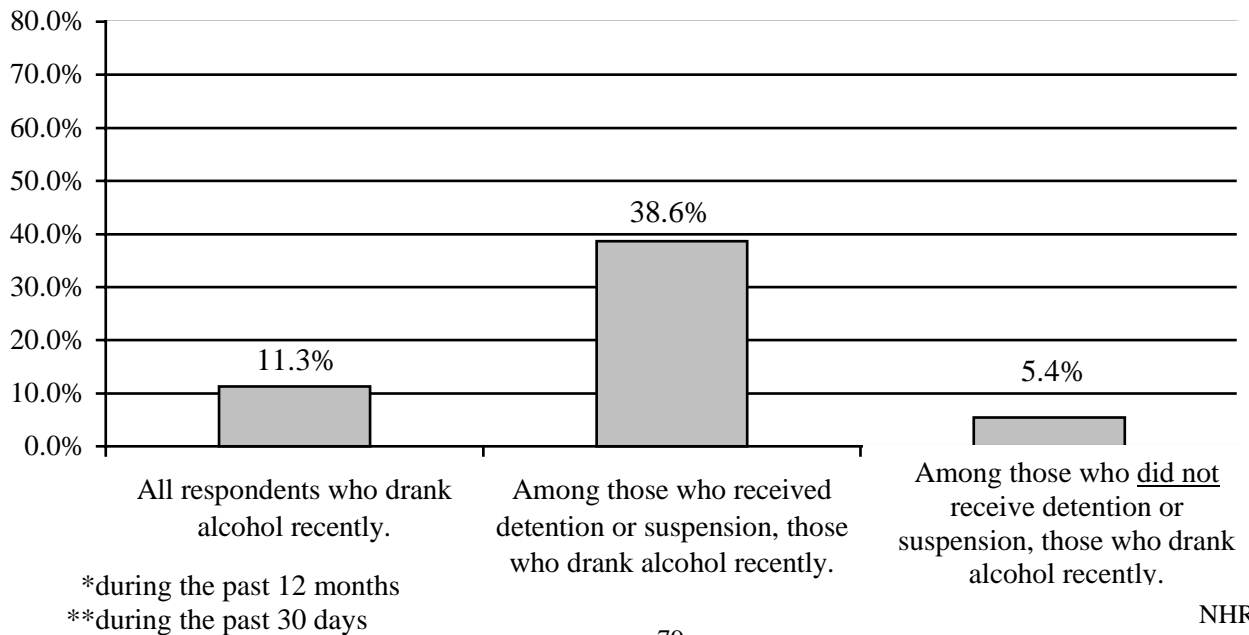 80.0%
70.0%
60.0%
50.0%
40.0%
30.0%
20.0%
10.0%
0.0%
11.3%
38.6%
5.4%
All respondents who drank
alcohol recently.
Among those who received
detention or suspension, those
who drank alcohol recently.
Among those who did not
receive detention or
suspension, those who drank
alcohol recently.
*during the past 12 months
**during the past 30 days
NHR